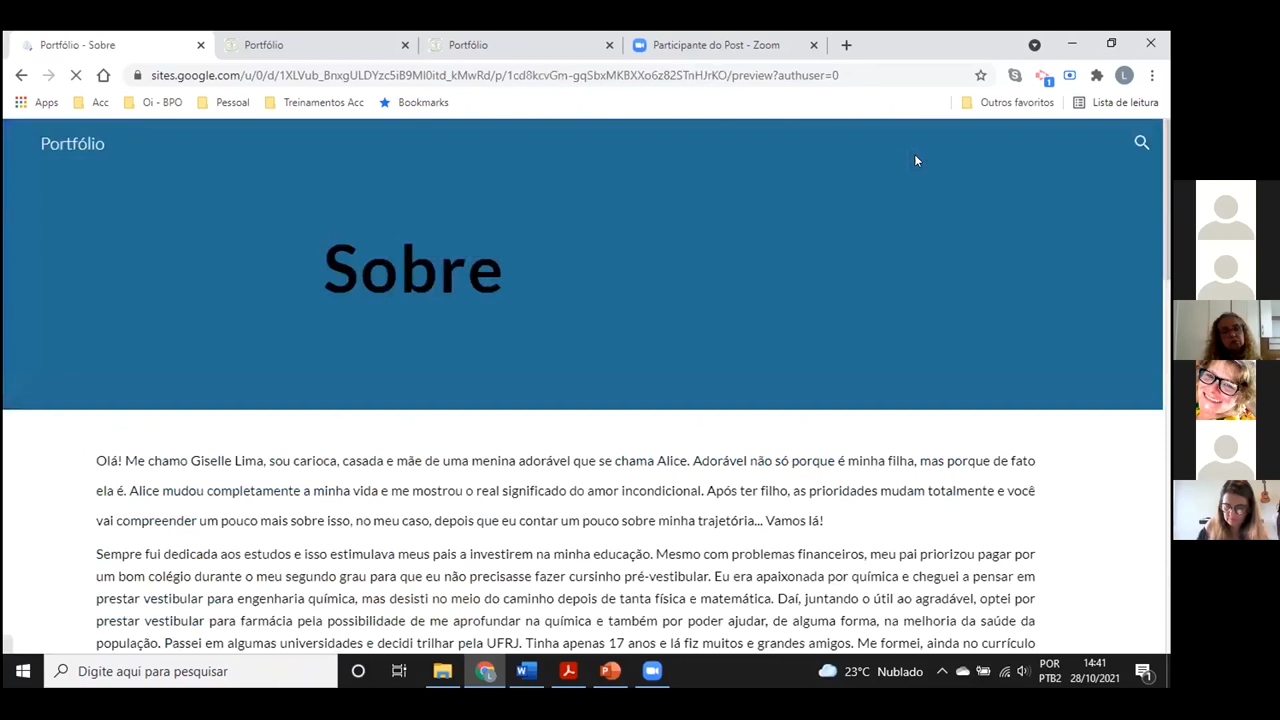 Portfólio - Sobre
Portfólio
Portfólio
Participante do Post - Zoom
sites.google.com/u/0/d/1XLVub_BnxgULDYzc5iB9MI0itd_kMwRd/p/1cd8kcvGm-gqSbxMKBXXo6z82STnHJrKO/preview?authuser=0
Apps
Acc
Oi - BPO
Pessoal
Treinamentos Acc
Bookmarks
Outros favoritos
Lista de leitura
Portfólio
Sobre
Olá! Me chamo Giselle Lima, sou carioca, casada e mãe de uma menina adorável que se chama Alice. Adorável não só porque é minha filha, mas porque de fato
ela é. Alice mudou completamente a minha vida e me mostrou o real significado do amor incondicional. Após ter filho, as prioridades mudam totalmente e você
vai compreender um pouco mais sobre isso, no meu caso, depois que eu contar um pouco sobre minha trajetória... Vamos lá!
Sempre fui dedicada aos estudos e isso estimulava meus pais a investirem na minha educação. Mesmo com problemas financeiros, meu pai priorizou pagar por
um bom colégio durante o meu segundo grau para que eu não precisasse fazer cursinho pré-vestibular. Eu era apaixonada por química e cheguei a pensar em
prestar vestibular para engenharia química, mas desisti no meio do caminho depois de tanta física e matemática. Daí, juntando o útil ao agradável, optei por
prestar vestibular para farmácia pela possibilidade de me aprofundar na química e também por poder ajudar, de alguma forma, na melhoria da saúde da
população. Passei em algumas universidades e decidi trilhar pela UFRJ. Tinha apenas 17 anos e lá fiz muitos e grandes amigos. Me formei, ainda no currículo
Digite aqui para pesquisar
23°C Nublado
POR
PTB2
14:41
28/10/2021